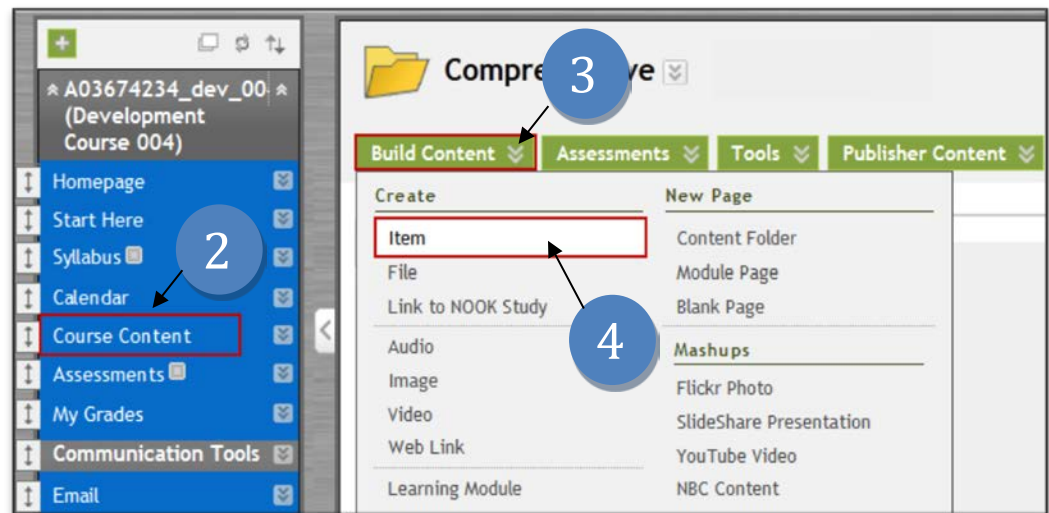 A03674234_dev_00
(Development
Course 004)
Homepage
Start Here
Syllabus
2
Calendar
Course Content
Assessments
My Grades
Communication Tools
Email
3
Build Content
Assessments
Tools
Publisher Content
Create
New Page
Item
Content Folder
File
Module Page
Link to NOOK Study
Blank Page
4
Audio
Mashups
Image
Flickr Photo
Video
SlideShare Presentation
Web Link
YouTube Video
Learning Module
NBC Content